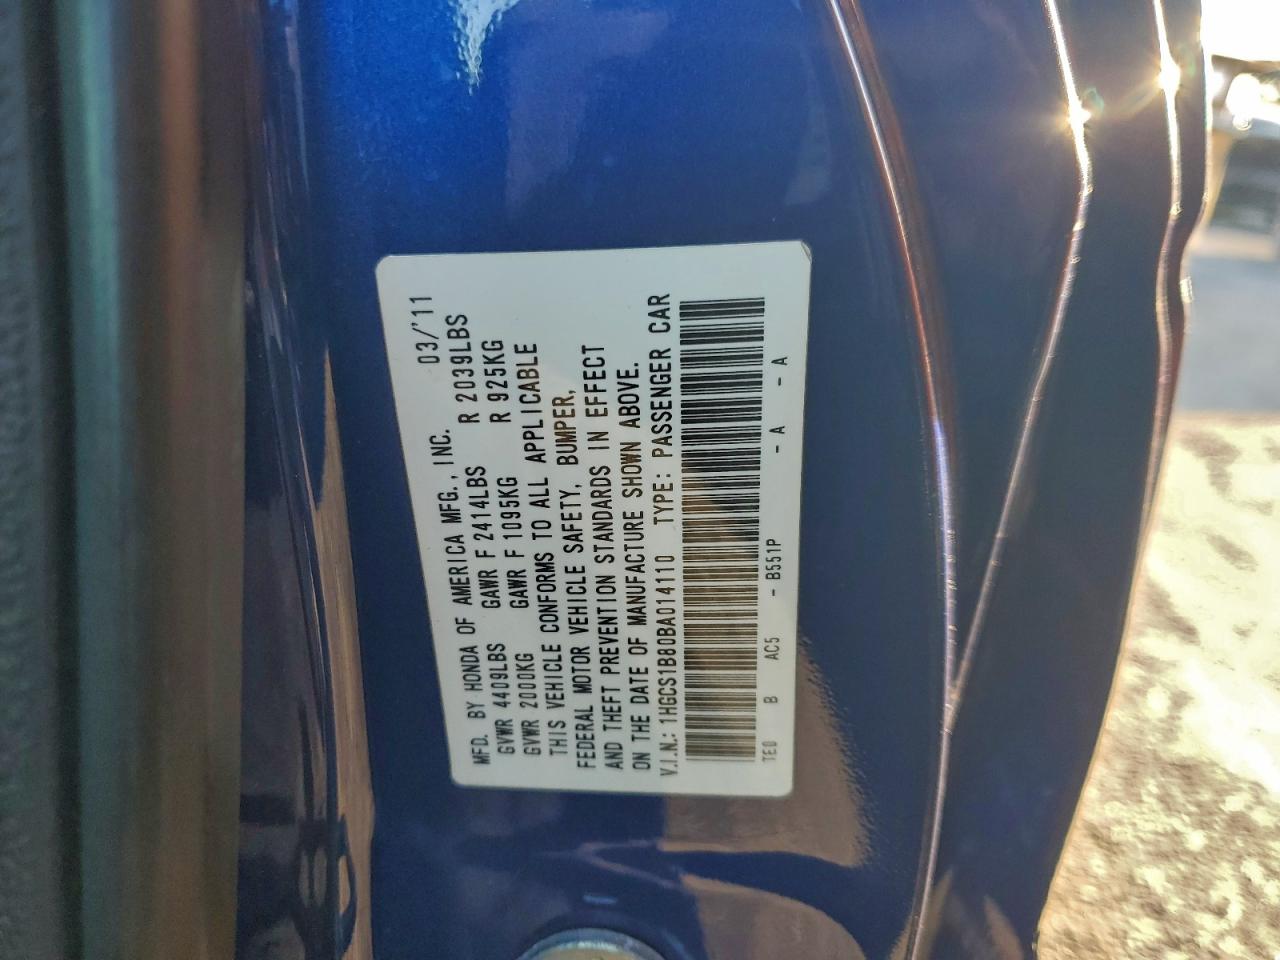 MFD. BY HONDA OF AMERICA MFG., INC. 03/'11
GVWR 4409LBS GAWR F 2414LBS R 2039LBS
GVWR 2000KG GAWR F 1095KG R 925KG
THIS VEHICLE CONFORMS TO ALL APPLICABLE
FEDERAL MOTOR VEHICLE SAFETY, BUMPER,
AND THEFT PREVENTION STANDARDS IN EFFECT
ON THE DATE OF MANUFACTURE SHOWN ABOVE.
V.I.N.: 1HGCS1B80BA014110 TYPE: PASSENGER CAR
TE0 B AC5 - B551P - A - A